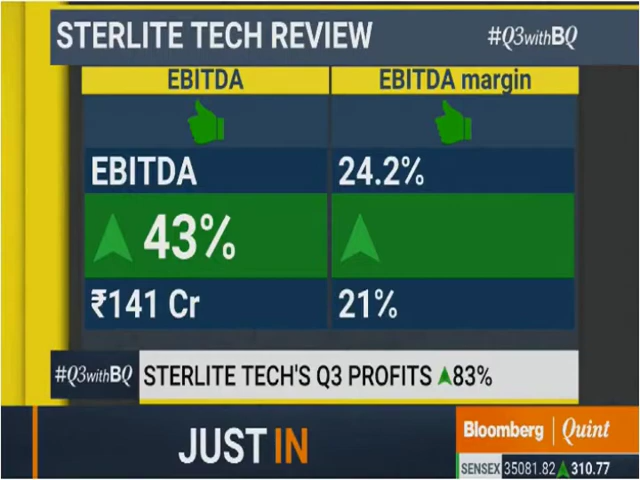 STERLITE TECH REVIEW #Q3withBQ
EBITDA EBITDA margin
EBITDA 24.2%
43%
₹141 Cr 21%
#Q3withBQ STERLITE TECH'S Q3 PROFITS 83%
JUST IN
Bloomberg | Quint
SENSEX 35081.82 310.77